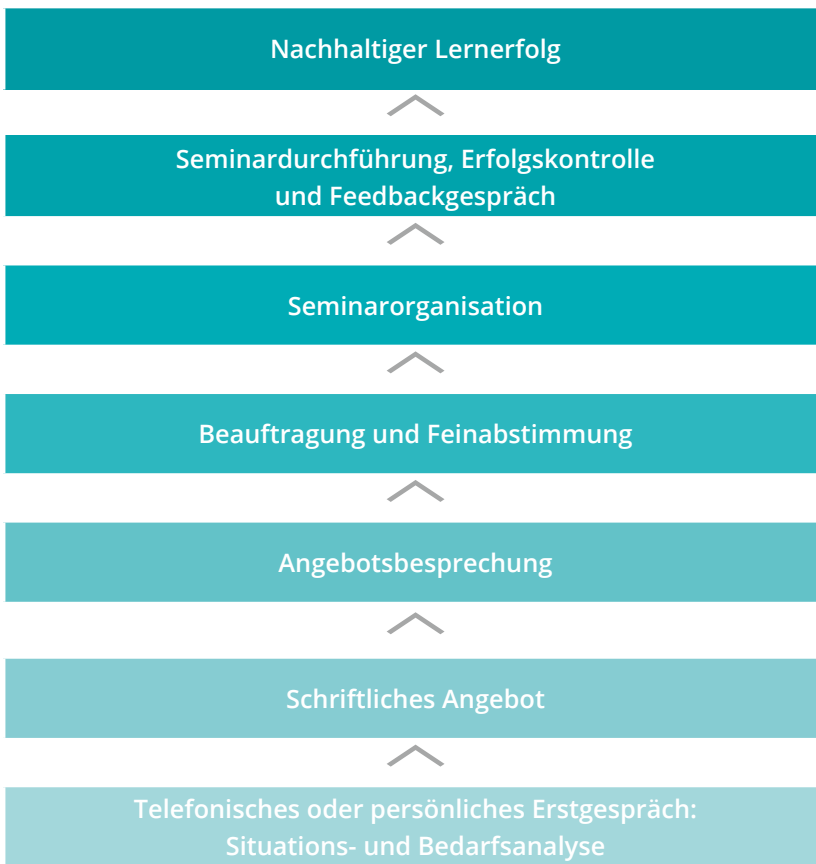 Nachhaltiger Lernerfolg
Seminardurchführung, Erfolgskontrolle
und Feedbackgespräch
Seminarorganisation
Beauftragung und Feinabstimmung
Angebotsbesprechung
Schriftliches Angebot
Telefonisches oder persönliches Erstgespräch:
Situations- und Bedarfsanalyse